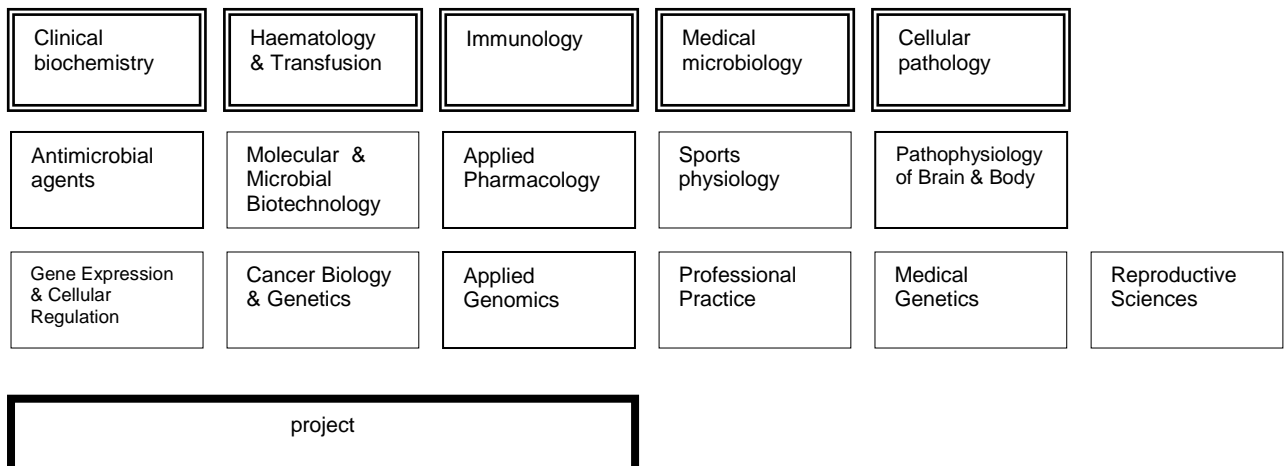 Clinical
biochemistry
Haematology
& Transfusion
Immunology
Medical
microbiology
Cellular
pathology
Antimicrobial
agents
Molecular &
Microbial
Biotechnology
Applied
Pharmacology
Sports
physiology
Pathophysiology
of Brain & Body
Gene Expression
& Cellular
Regulation
Cancer Biology
& Genetics
Applied
Genomics
Professional
Practice
Medical
Genetics
Reproductive
Sciences
project